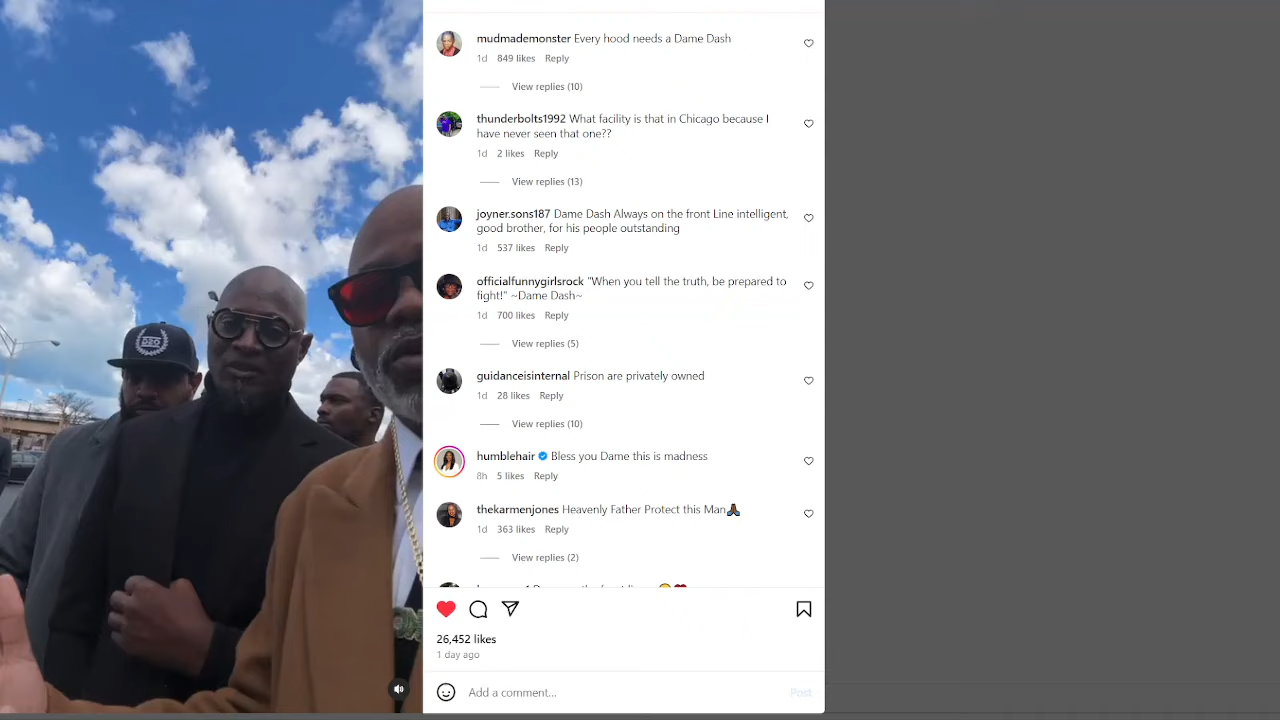 mudmademonster Every hood needs a Dame Dash
1d 849 likes Reply
View replies (10)
thunderbolts1992 What facility is that in Chicago because I
have never seen that one??
1d 2 likes Reply
View replies (13)
joyner.sons187 Dame Dash Always on the front Line intelligent,
good brother, for his people outstanding
1d 537 likes Reply
officialfunnygirlsrock "When you tell the truth, be prepared to
fight!" ~Dame Dash~
1d 700 likes Reply
View replies (5)
guidanceisinternal Prison are privately owned
1d 28 likes Reply
View replies (10)
humblehair Bless you Dame this is madness
8h 5 likes Reply
thekarmenjones Heavenly Father Protect this Man🙏🏾
1d 363 likes Reply
View replies (2)
26,452 likes
1 day ago
Add a comment...
Post